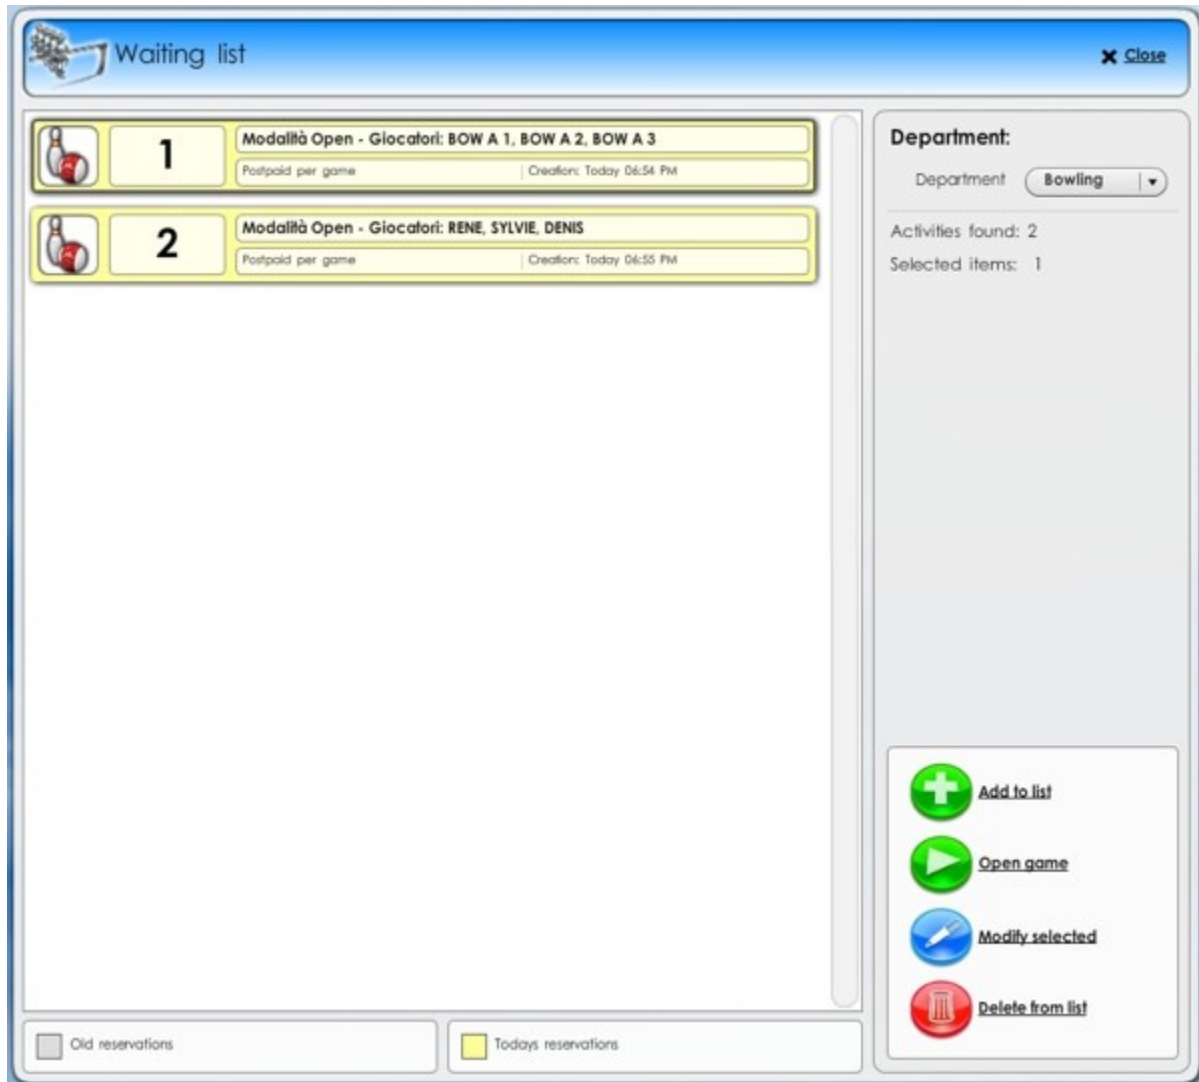 Waiting list
Close
1
Modalità Open - Giocatori: BOW A 1, BOW A 2, BOW A 3
Postpaid per game
Creation: Today 06:54 PM
2
Modalità Open - Giocatori: RENE, SYLVIE, DENIS
Postpaid per game
Creation: Today 06:55 PM
Department:
Department Bowling
Activities found: 2
Selected items: 1
Add to list
Open game
Modify selected
Delete from list
Old reservations
Todays reservations